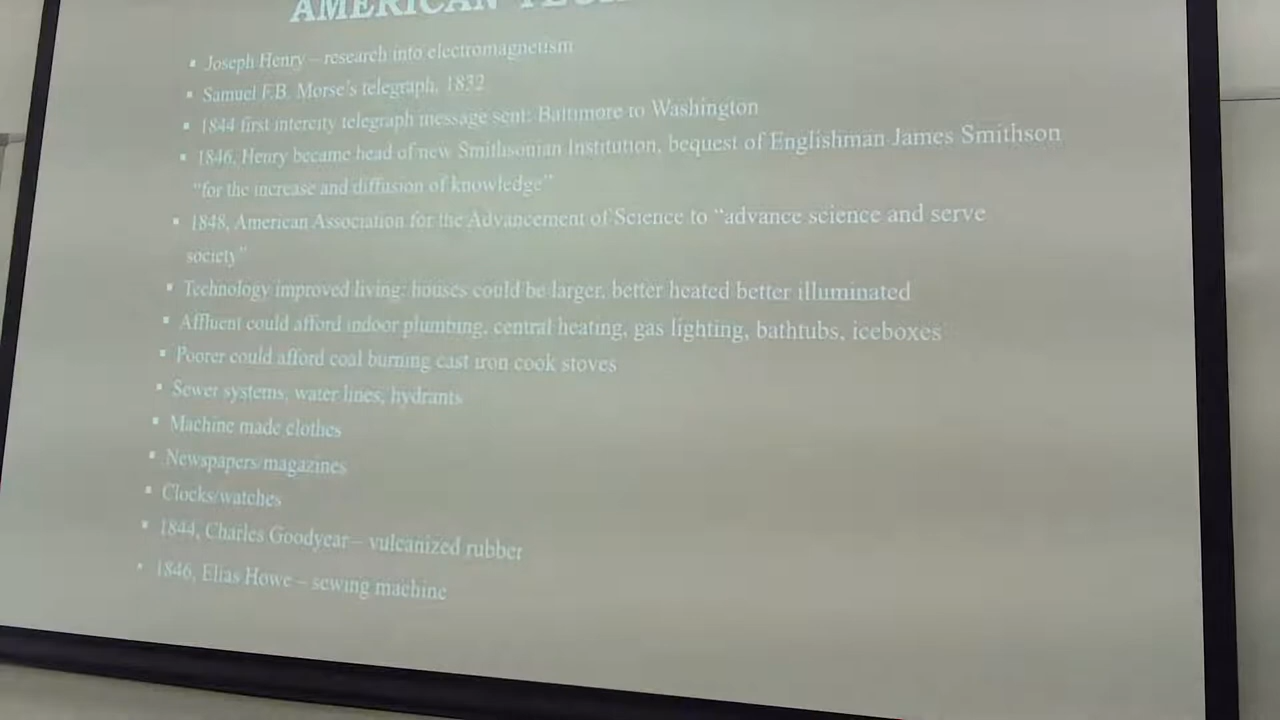 AMERICAN
▪ Joseph Henry – research into electromagnetism
▪ Samuel F.B. Morse's telegraph, 1832
▪ 1844 first intercity telegraph message sent: Baltimore to Washington
▪ 1846, Henry became head of new Smithsonian Institution, bequest of Englishman James Smithson
"for the increase and diffusion of knowledge"
▪ 1848, American Association for the Advancement of Science to "advance science and serve
society"
▪ Technology improved living: houses could be larger, better heated better illuminated
▪ Affluent could afford indoor plumbing, central heating, gas lighting, bathtubs, iceboxes
▪ Poorer could afford coal burning cast iron cook stoves
▪ Sewer systems, water lines, hydrants
▪ Machine made clothes
▪ Newspapers/magazines
▪ Clocks/watches
▪ 1844, Charles Goodyear – vulcanized rubber
▪ 1846, Elias Howe – sewing machine